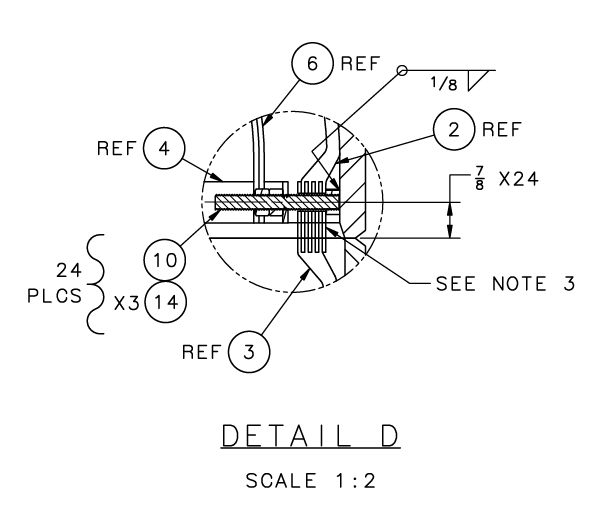 6 REF
1/8
2 REF
REF 4
7/8 X24
10
24
PLCS
X3 14
SEE NOTE 3
REF 3
DETAIL D
SCALE 1:2